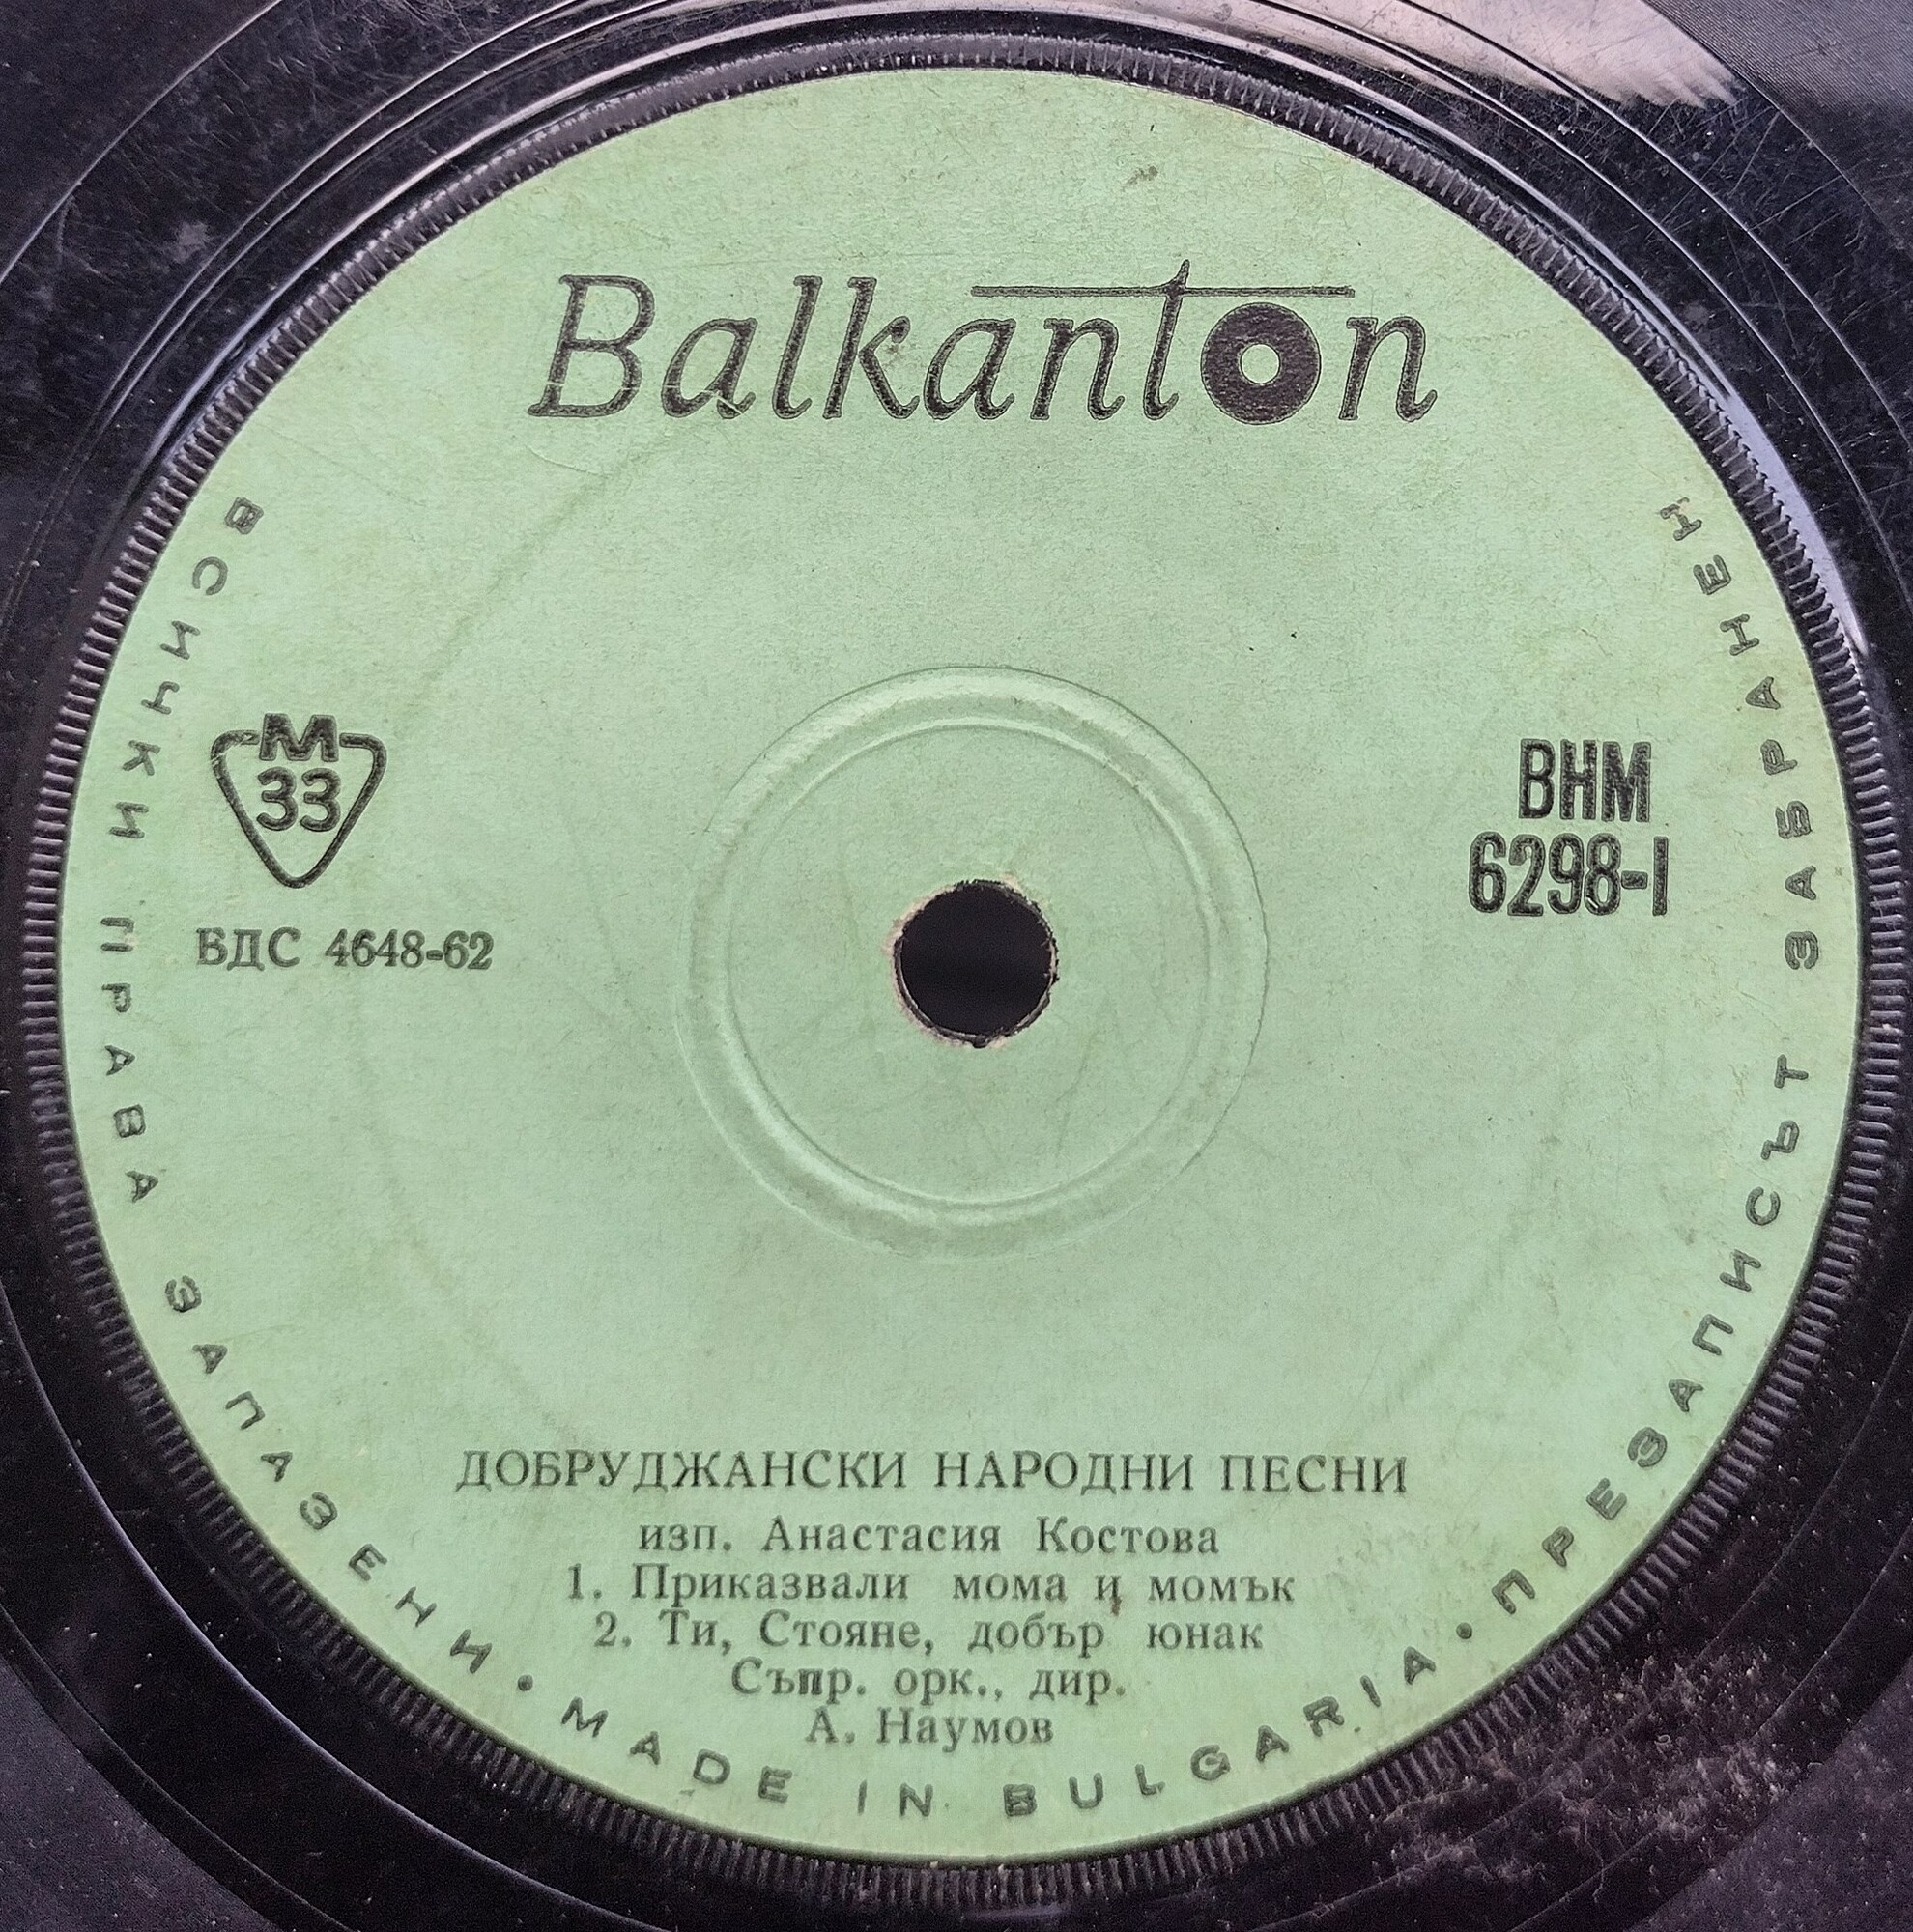 Balkanton
M
33
БДС 4648-62
ВНМ
6298-I
ДОБРУДЖАНСКИ НАРОДНИ ПЕСНИ
изп. Анастасия Костова
1. Приказвали мома и момък
2. Ти, Стояне, добър юнак
Съпр. орк., дир.
А. Наумов
ВСИЧКИ ПРАВА ЗАПАЗЕНИ • MADE IN BULGARIA • ПРЕЗАПИСЪТ ЗАБРАНЕН